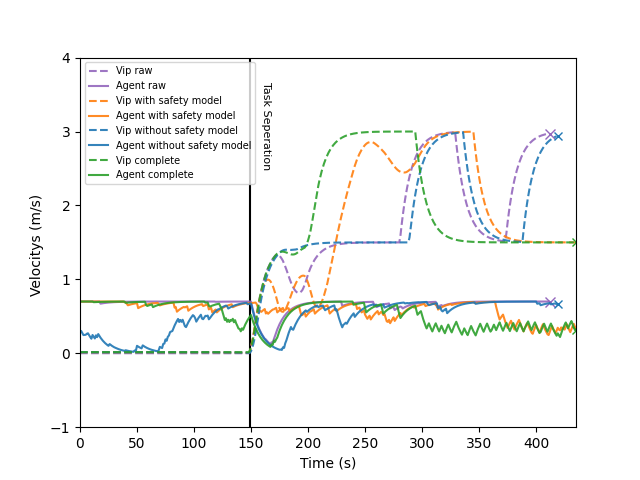 4
3
2
1
0
−1
Velocitys (m/s)
Vip raw
Agent raw
Vip with safety model
Agent with safety model
Vip without safety model
Agent without safety model
Vip complete
Agent complete
Task Seperation
0 50 100 150 200 250 300 350 400
Time (s)